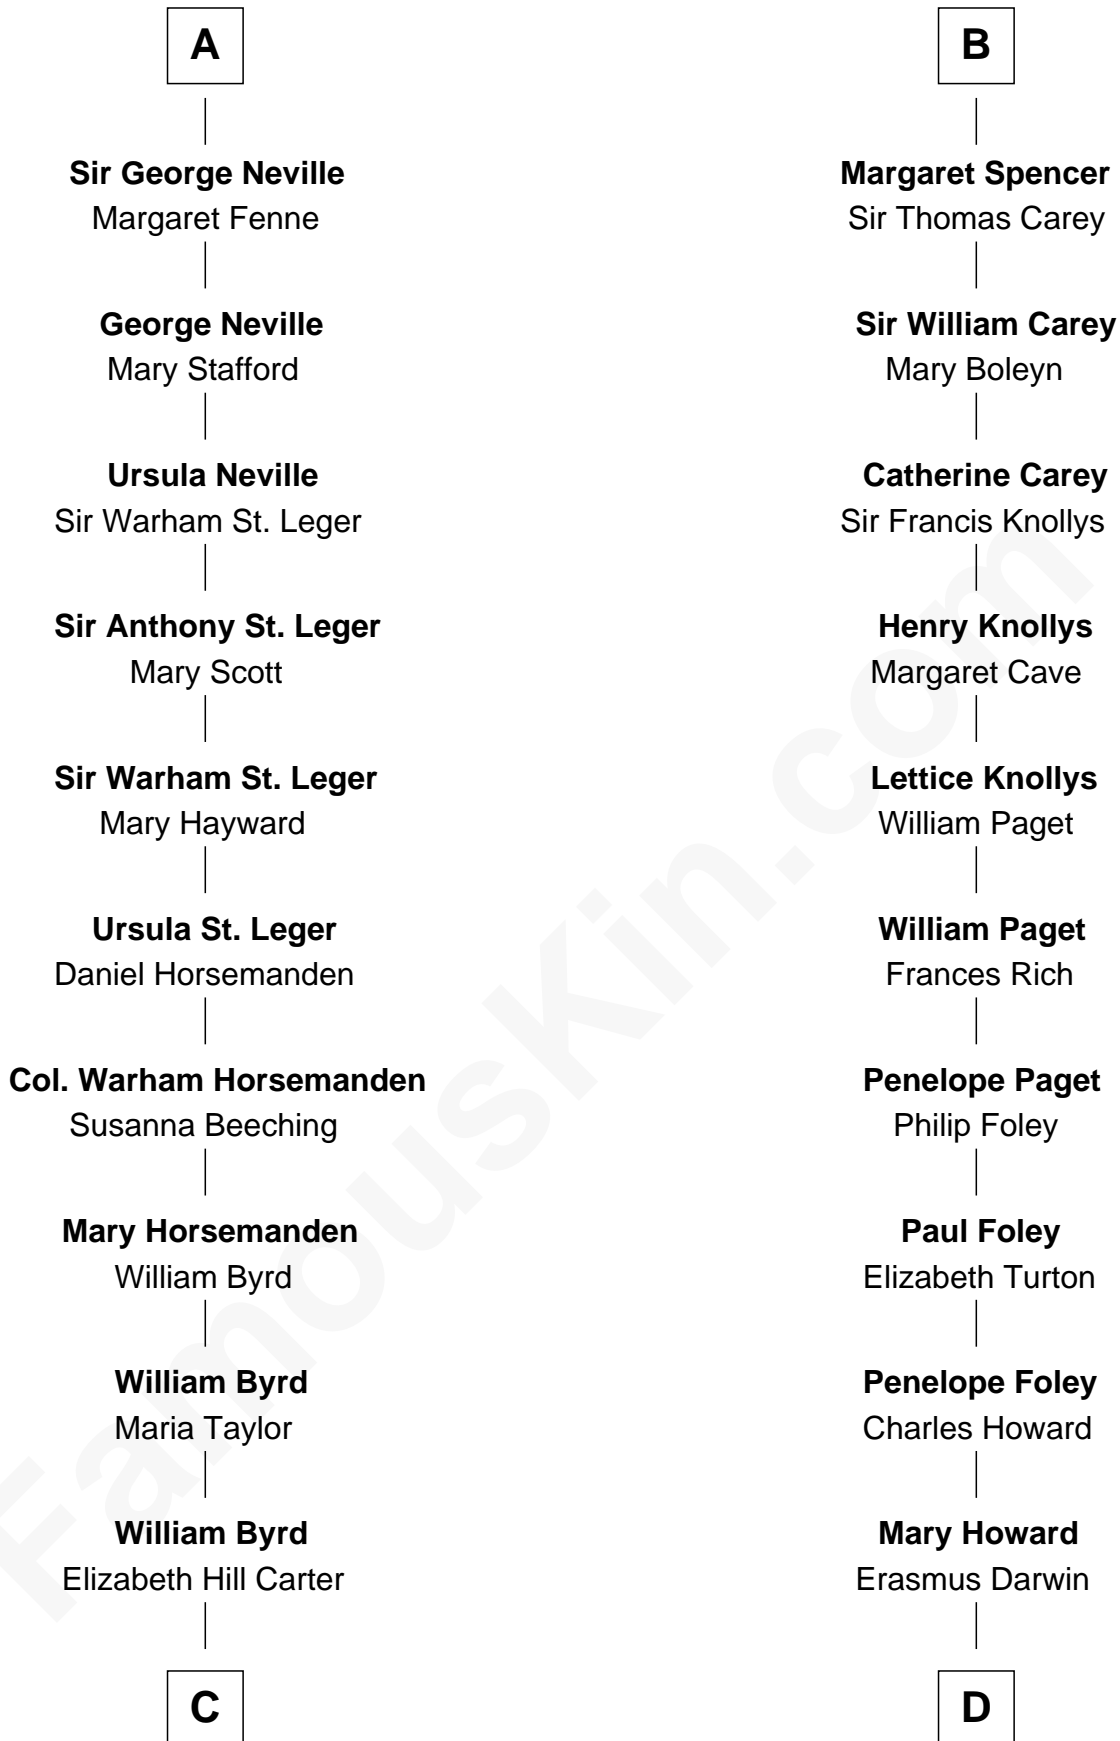 A
Sir George Neville
Margaret Fenne
George Neville
Mary Stafford
Ursula Neville
Sir Warham St. Leger
Sir Anthony St. Leger
Mary Scott
Sir Warham St. Leger
Mary Hayward
Ursula St. Leger
Daniel Horsemanden
Col. Warham Horsemanden
Susanna Beeching
Mary Horsemanden
William Byrd
William Byrd
Maria Taylor
William Byrd
Elizabeth Hill Carter
C
B
Margaret Spencer
Sir Thomas Carey
Sir William Carey
Mary Boleyn
Catherine Carey
Sir Francis Knollys
Henry Knollys
Margaret Cave
Lettice Knollys
William Paget
William Paget
Frances Rich
Penelope Paget
Philip Foley
Paul Foley
Elizabeth Turton
Penelope Foley
Charles Howard
Mary Howard
Erasmus Darwin
D
FamousKin.com